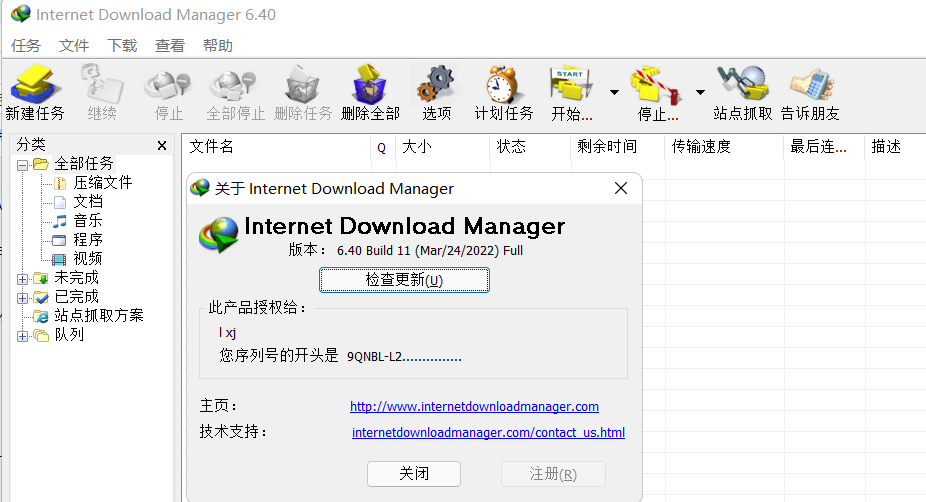 Internet Download Manager 6.40
任务 文件 下载 查看 帮助
START
新建任务 继续 停止 全部停止 删除任务 删除全部 选项 计划任务 开始... 停止... 站点抓取 告诉朋友
分类 x
文件名 Q 大小 状态 剩余时间 传输速度 最后连... 描述
全部任务
压缩文件
文档
音乐
程序
视频
未完成
已完成
站点抓取方案
队列
关于 Internet Download Manager
Internet Download Manager
版本: 6.40 Build 11 (Mar/24/2022) Full
检查更新(U)
此产品授权给:
l xj
您序列号的开头是 9QNBL-L2...............
主页: http://www.internetdownloadmanager.com
技术支持: internetdownloadmanager.com/contact_us.html
关闭 注册(R)